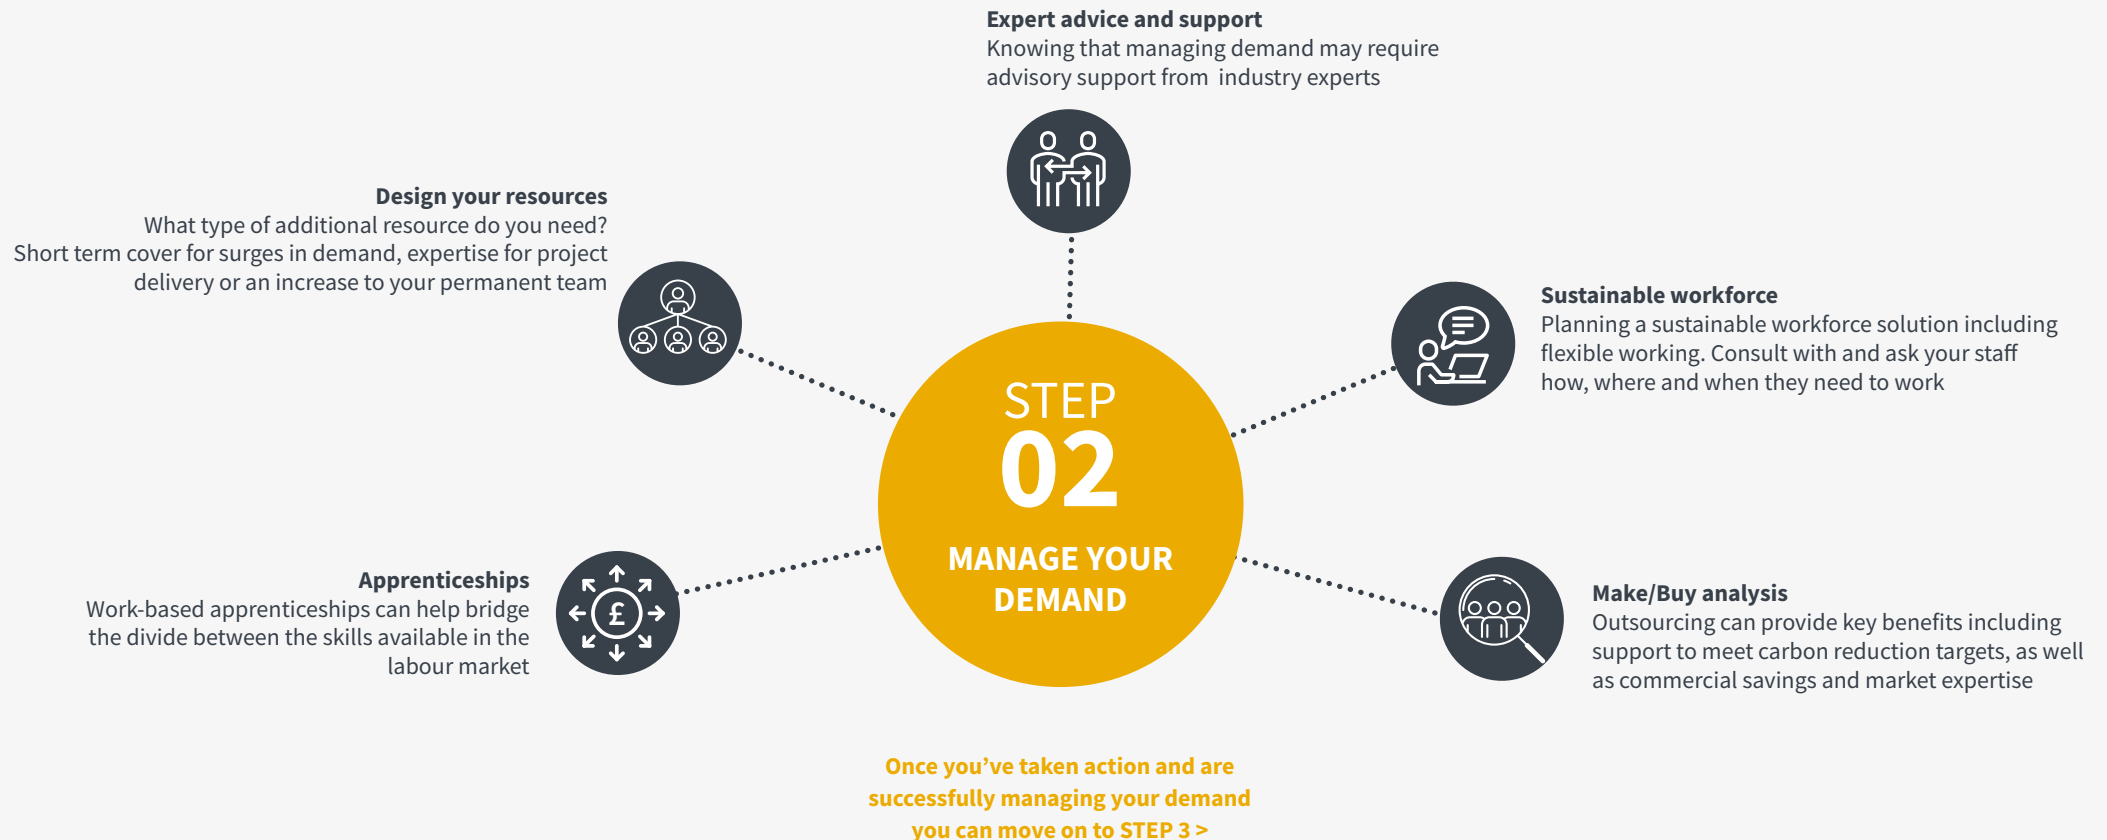 Expert advice and support
Knowing that managing demand may require
advisory support from industry experts
Design your resources
What type of additional resource do you need?
Short term cover for surges in demand, expertise for project
delivery or an increase to your permanent team
Sustainable workforce
Planning a sustainable workforce solution including
flexible working. Consult with and ask your staff
how, where and when they need to work
STEP
02
MANAGE YOUR
DEMAND
Apprenticeships
Work-based apprenticeships can help bridge
the divide between the skills available in the
labour market
£
Make/Buy analysis
Outsourcing can provide key benefits including
support to meet carbon reduction targets, as well
as commercial savings and market expertise
Once you’ve taken action and are
successfully managing your demand
you can move on to STEP 3 >